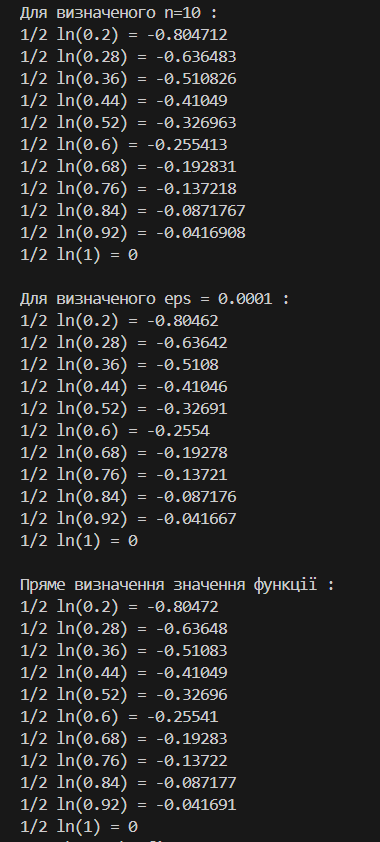 Для визначеного n=10 :
1/2 ln(0.2) = -0.804712
1/2 ln(0.28) = -0.636483
1/2 ln(0.36) = -0.510826
1/2 ln(0.44) = -0.41049
1/2 ln(0.52) = -0.326963
1/2 ln(0.6) = -0.255413
1/2 ln(0.68) = -0.192831
1/2 ln(0.76) = -0.137218
1/2 ln(0.84) = -0.0871767
1/2 ln(0.92) = -0.0416908
1/2 ln(1) = 0
Для визначеного eps = 0.0001 :
1/2 ln(0.2) = -0.80462
1/2 ln(0.28) = -0.63642
1/2 ln(0.36) = -0.5108
1/2 ln(0.44) = -0.41046
1/2 ln(0.52) = -0.32691
1/2 ln(0.6) = -0.2554
1/2 ln(0.68) = -0.19278
1/2 ln(0.76) = -0.13721
1/2 ln(0.84) = -0.087176
1/2 ln(0.92) = -0.041667
1/2 ln(1) = 0
Пряме визначення значення функції :
1/2 ln(0.2) = -0.80472
1/2 ln(0.28) = -0.63648
1/2 ln(0.36) = -0.51083
1/2 ln(0.44) = -0.41049
1/2 ln(0.52) = -0.32696
1/2 ln(0.6) = -0.25541
1/2 ln(0.68) = -0.19283
1/2 ln(0.76) = -0.13722
1/2 ln(0.84) = -0.087177
1/2 ln(0.92) = -0.041691
1/2 ln(1) = 0